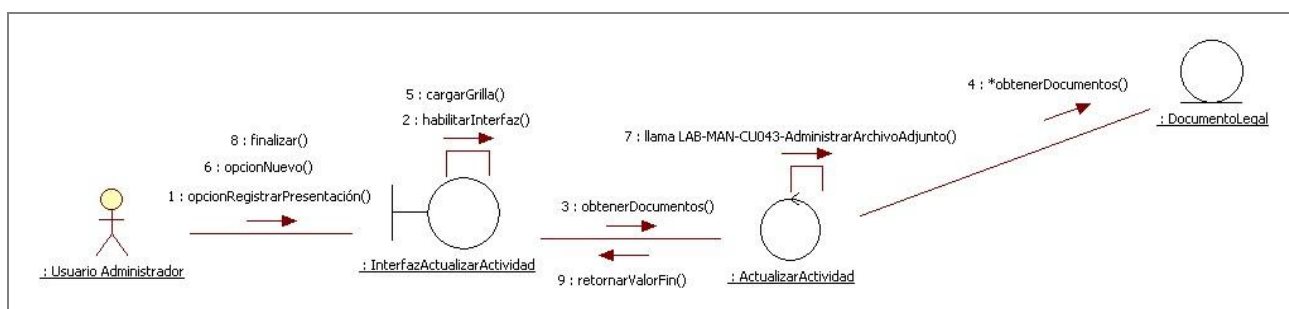 5 : cargarGrilla()
2 : habilitarInterfaz()
8 : finalizar()
6 : opcionNuevo()
1 : opcionRegistrarPresentación()
: Usuario Administrador
: InterfazActualizarActividad
3 : obtenerDocumentos()
9 : retornarValorFin()
7 : llama LAB-MAN-CU043-AdministrarArchivoAdjunto()
: ActualizarActividad
4 : *obtenerDocumentos()
: DocumentoLegal